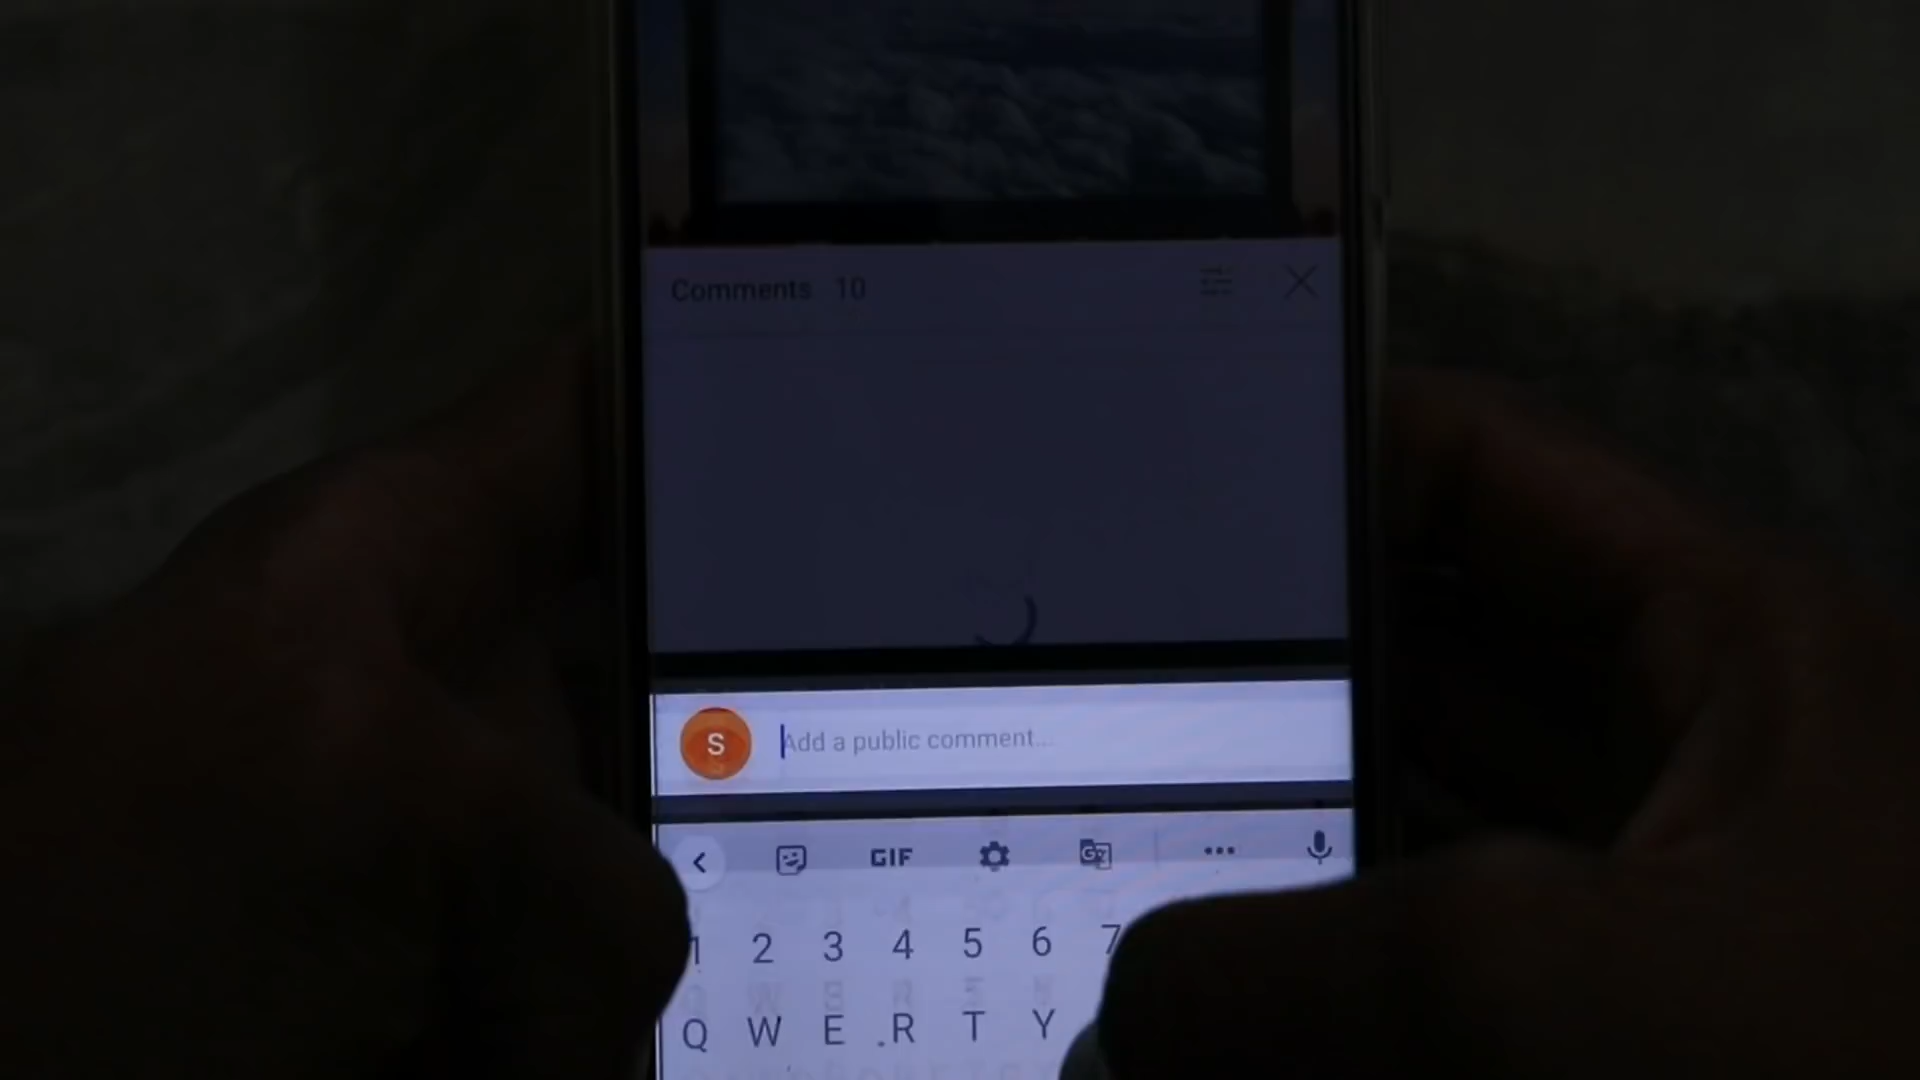 Comments 10
S
Add a public comment...
GIF
1 2 3 4 5 6 7
Q W E R T Y